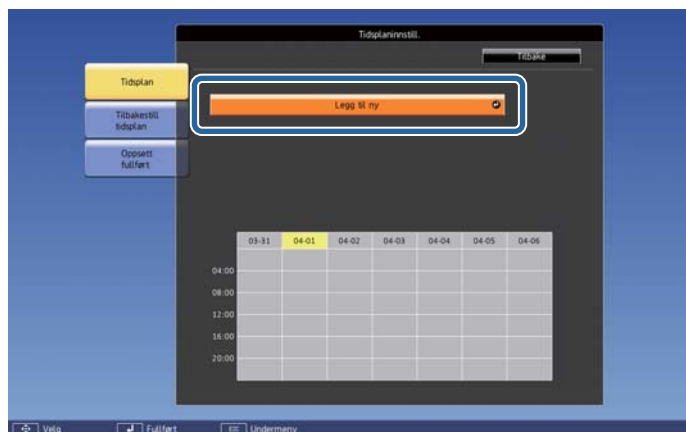 Tidsplaninnstill.
Tilbake
Tidsplan
Legg til ny
Tilbakestill
tidsplan
Oppsett
fullført
03-31 04-01 04-02 04-03 04-04 04-05 04-06
04:00
08:00
12:00
16:00
20:00
Velg Fullført Undermeny